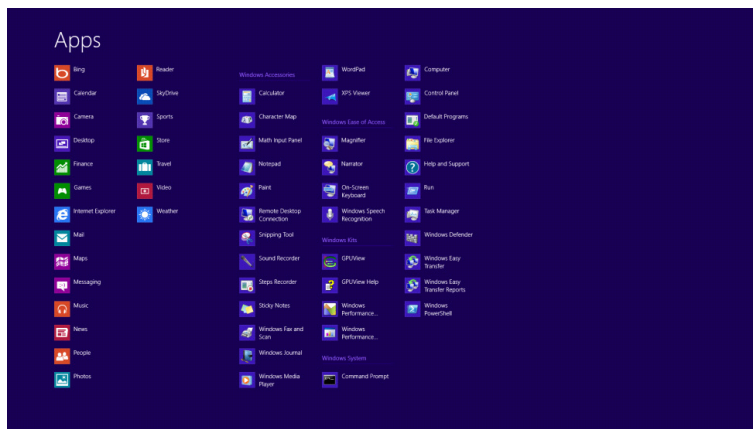 Apps
Bing
Calendar
Camera
Desktop
Finance
Games
Internet Explorer
Mail
Maps
Messaging
Music
News
People
Photos
Reader
SkyDrive
Sports
Store
Travel
Video
Weather
Windows Accessories
Calculator
Character Map
Math Input Panel
Notepad
Paint
Remote Desktop
Connection
Snipping Tool
Sound Recorder
Steps Recorder
Sticky Notes
Windows Fax and
Scan
Windows Journal
Windows Media
Player
WordPad
XPS Viewer
Windows Ease of Access
Magnifier
Narrator
On-Screen
Keyboard
Windows Speech
Recognition
Windows Kits
GPUView
GPUView Help
Windows
Performance...
Windows
Performance...
Windows System
Command Prompt
Computer
Control Panel
Default Programs
File Explorer
Help and Support
Run
Task Manager
Windows Defender
Windows Easy
Transfer
Windows Easy
Transfer Reports
Windows
PowerShell